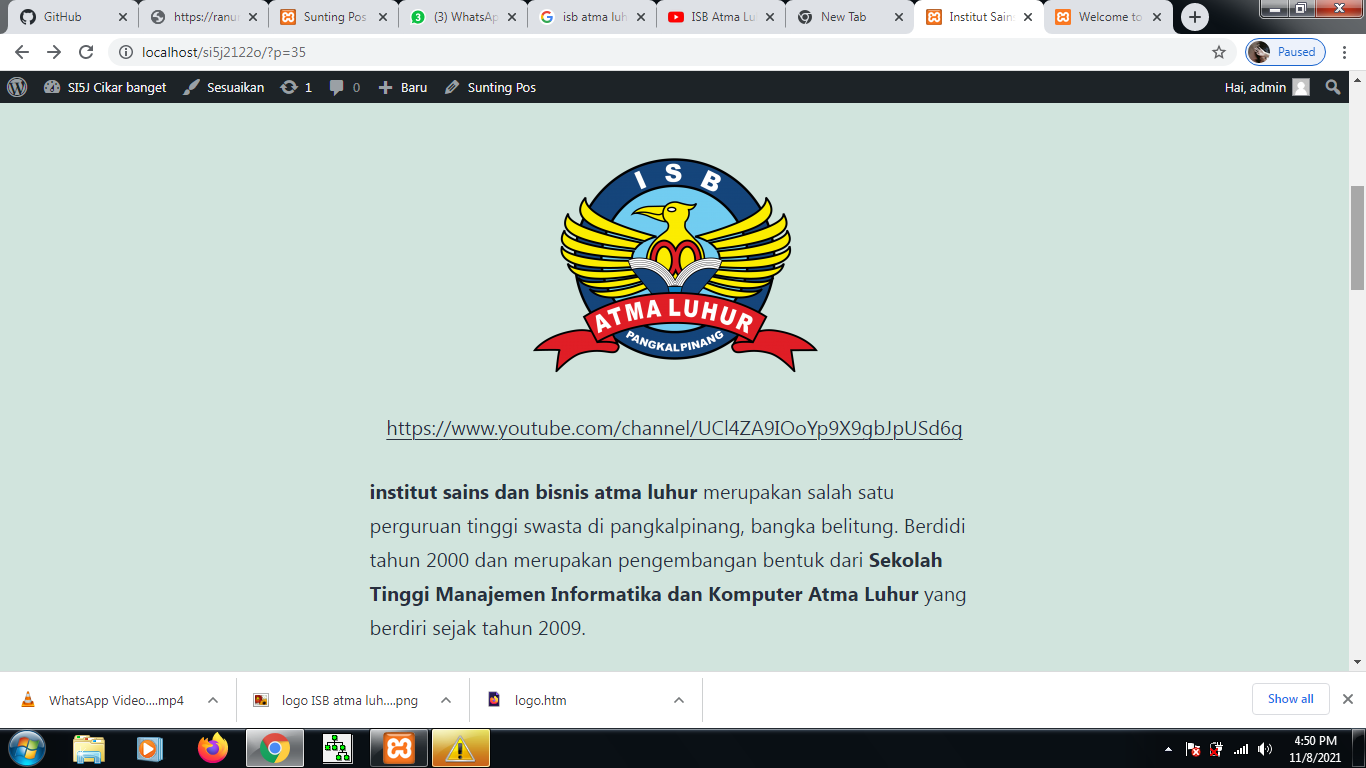 GitHub
https://ranur
Sunting Pos
(3) WhatsAp
isb atma luh
ISB Atma Lu
New Tab
Institut Sains
Welcome to
localhost/si5j2122o/?p=35
Paused
SI5J Cikar banget
Sesuaikan
1
0
Baru
Sunting Pos
Hai, admin
ISB
ATMA LUHUR
PANGKALPINANG
https://www.youtube.com/channel/UCl4ZA9IOoYp9X9gbJpUSd6g
institut sains dan bisnis atma luhur merupakan salah satu
perguruan tinggi swasta di pangkalpinang, bangka belitung. Berdidi
tahun 2000 dan merupakan pengembangan bentuk dari Sekolah
Tinggi Manajemen Informatika dan Komputer Atma Luhur yang
berdiri sejak tahun 2009.
WhatsApp Video....mp4
logo ISB atma luh....png
logo.htm
Show all
4:50 PM
11/8/2021